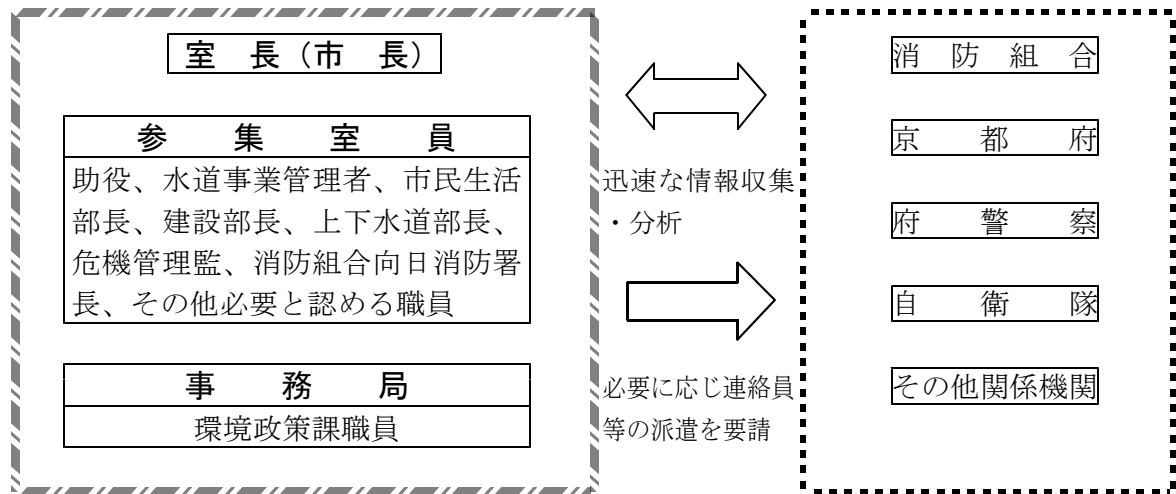 室　長（市　長）
参　集　室　員
助役、水道事業管理者、市民生活
部長、建設部長、上下水道部長、
危機管理監、消防組合向日消防署
長、その他必要と認める職員
事　務　局
環境政策課職員
迅速な情報収集
・分析
必要に応じ連絡員
等の派遣を要請
消　防　組　合
京　都　府
府　警　察
自　衛　隊
その他関係機関